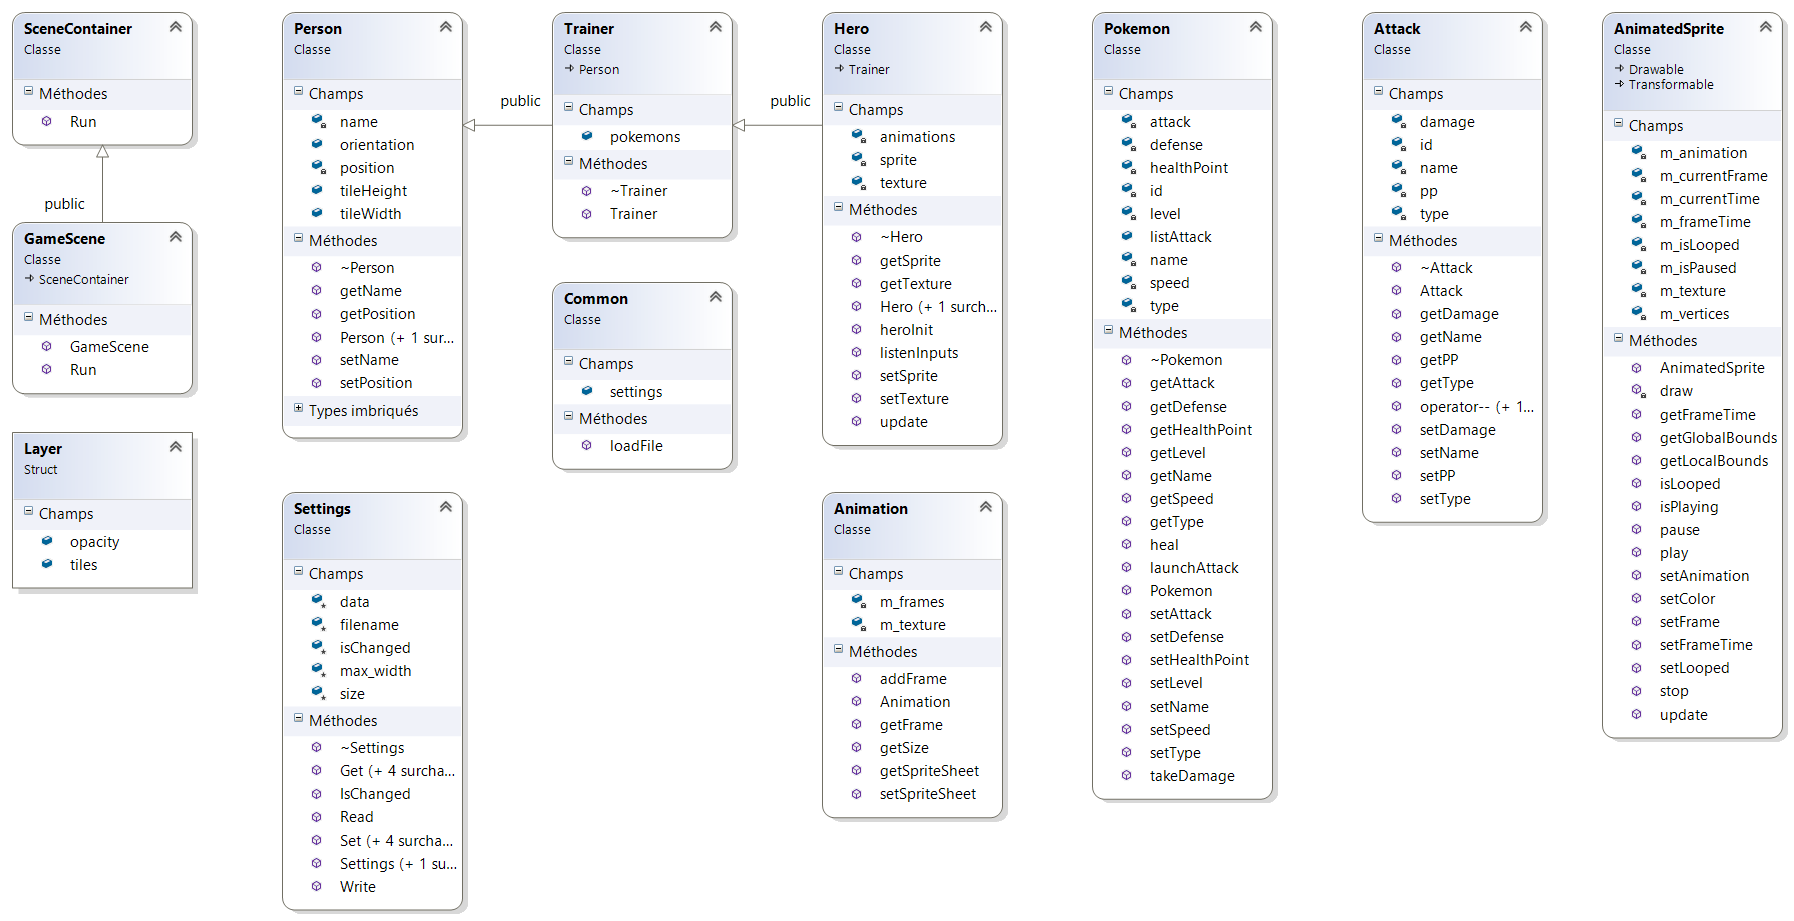 SceneContainer
Classe
Méthodes
Run
public
GameScene
Classe
SceneContainer
Méthodes
GameScene
Run
Layer
Struct
Champs
opacity
tiles
Person
Classe
Champs
name
orientation
position
tileHeight
tileWidth
Méthodes
~Person
getName
getPosition
Person (+ 1 sur...
setName
setPosition
Types imbriqués
Settings
Classe
Champs
data
filename
isChanged
max_width
size
Méthodes
~Settings
Get (+ 4 surcha...
IsChanged
Read
Set (+ 4 surcha...
Settings (+ 1 su...
Write
public
Trainer
Classe
Person
Champs
pokemons
Méthodes
~Trainer
Trainer
Common
Classe
Champs
settings
Méthodes
loadFile
public
Hero
Classe
Trainer
Champs
animations
sprite
texture
Méthodes
~Hero
getSprite
getTexture
Hero (+ 1 surch...
heroInit
listenInputs
setSprite
setTexture
update
Animation
Classe
Champs
m_frames
m_texture
Méthodes
addFrame
Animation
getFrame
getSize
getSpriteSheet
setSpriteSheet
Pokemon
Classe
Champs
attack
defense
healthPoint
id
level
listAttack
name
speed
type
Méthodes
~Pokemon
getAttack
getDefense
getHealthPoint
getLevel
getName
getSpeed
getType
heal
launchAttack
Pokemon
setAttack
setDefense
setHealthPoint
setLevel
setName
setSpeed
setType
takeDamage
Attack
Classe
Champs
damage
id
name
pp
type
Méthodes
~Attack
Attack
getDamage
getName
getPP
getType
operator-- (+ 1...
setDamage
setName
setPP
setType
AnimatedSprite
Classe
Drawable
Transformable
Champs
m_animation
m_currentFrame
m_currentTime
m_frameTime
m_isLooped
m_isPaused
m_texture
m_vertices
Méthodes
AnimatedSprite
draw
getFrameTime
getGlobalBounds
getLocalBounds
isLooped
isPlaying
pause
play
setAnimation
setColor
setFrame
setFrameTime
setLooped
stop
update